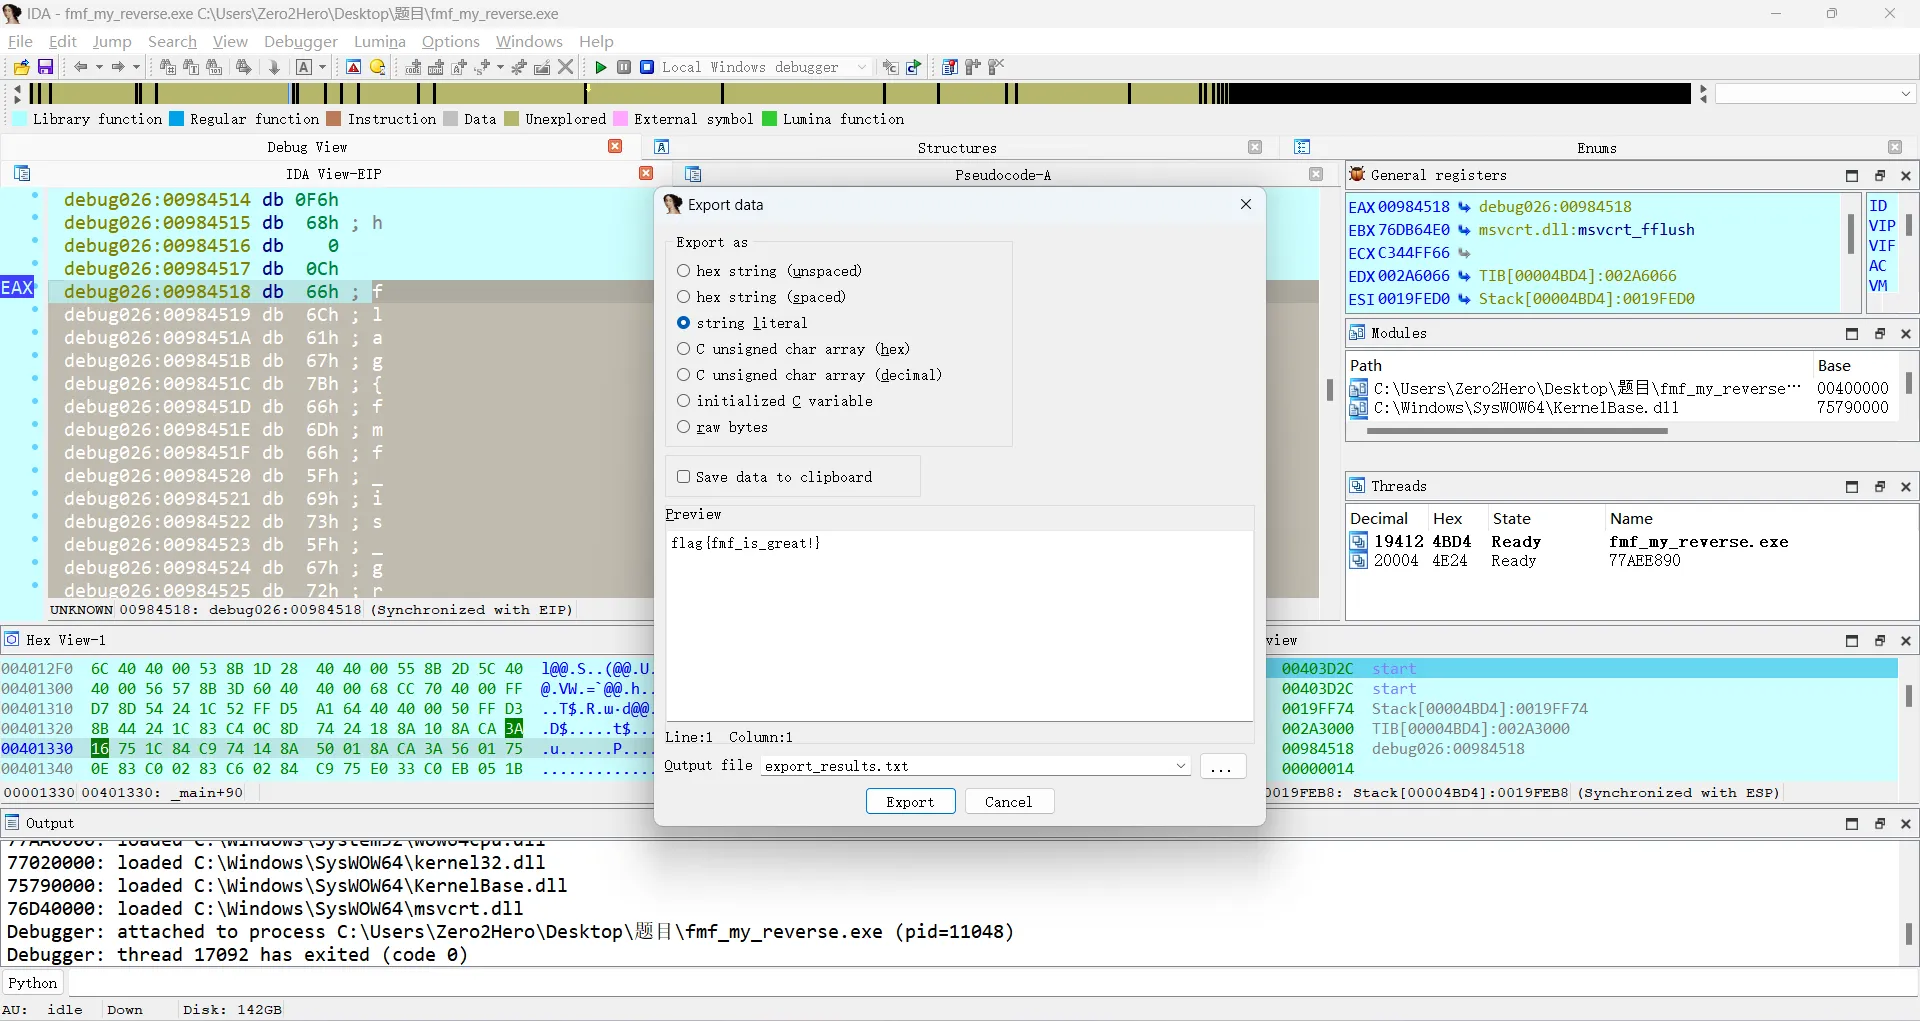 IDA - fmf_my_reverse.exe C:\Users\Zero2Hero\Desktop\题目\fmf_my_reverse.exe
File Edit Jump Search View Debugger Lumina Options Windows Help
Local Windows debugger
Library function Regular function Instruction Data Unexplored External symbol Lumina function
Debug View Structures Enums
IDA View-EIP Pseudocode-A General registers
debug026:00984514 db 0F6h
debug026:00984515 db 68h ; h
debug026:00984516 db 0
debug026:00984517 db 0Ch
EAX debug026:00984518 db 66h ; f
debug026:00984519 db 6Ch ; l
debug026:0098451A db 61h ; a
debug026:0098451B db 67h ; g
debug026:0098451C db 7Bh ; {
debug026:0098451D db 66h ; f
debug026:0098451E db 6Dh ; m
debug026:0098451F db 66h ; f
debug026:00984520 db 5Fh ; _
debug026:00984521 db 69h ; i
debug026:00984522 db 73h ; s
debug026:00984523 db 5Fh ; _
debug026:00984524 db 67h ; g
debug026:00984525 db 72h ; r
UNKNOWN 00984518: debug026:00984518 (Synchronized with EIP)
Export data
Export as
hex string (unspaced)
hex string (spaced)
string literal
C unsigned char array (hex)
C unsigned char array (decimal)
initialized C variable
raw bytes
Save data to clipboard
Preview
flag{fmf_is_great!}
Line:1 Column:1
Output file export_results.txt ...
Export Cancel
EAX 00984518 debug026:00984518
EBX 76DB64E0 msvcrt.dll:msvcrt_fflush
ECX C344FF66
EDX 002A6066 TIB[00004BD4]:002A6066
ESI 0019FED0 Stack[00004BD4]:0019FED0
ID
VIP
VIF
AC
VM
Modules
Path Base
C:\Users\Zero2Hero\Desktop\题目\fmf_my_reverse··· 00400000
C:\Windows\SysWOW64\KernelBase.dll 75790000
Threads
Decimal Hex State Name
19412 4BD4 Ready fmf_my_reverse.exe
20004 4E24 Ready 77AEE890
Hex View-1
004012F0 6C 40 40 00 53 8B 1D 28 40 40 00 55 8B 2D 5C 40 l@@.S..(@@.U.
00401300 40 00 56 57 8B 3D 60 40 40 00 68 CC 70 40 00 FF @.VW.=`@@.h..
00401310 D7 8D 54 24 1C 52 FF D5 A1 64 40 40 00 50 FF D3 ..T$.R.ա.d@@.
00401320 8B 44 24 1C 83 C4 0C 8D 74 24 18 8A 10 8A CA 3A .D$.....t$...
00401330 16 75 1C 84 C9 74 14 8A 50 01 8A CA 3A 56 01 75 .u......P....
00401340 0E 83 C0 02 83 C6 02 84 C9 75 E0 33 C0 EB 05 1B .............
00001330 00401330: _main+90
view
00403D2C start
00403D2C start
0019FF74 Stack[00004BD4]:0019FF74
002A3000 TIB[00004BD4]:002A3000
00984518 debug026:00984518
00000014
0019FEB8: Stack[00004BD4]:0019FEB8 (Synchronized with ESP)
Output
77AA0000: loaded C:\Windows\System32\wow64cpu.dll
77020000: loaded C:\Windows\SysWOW64\kernel32.dll
75790000: loaded C:\Windows\SysWOW64\KernelBase.dll
76D40000: loaded C:\Windows\SysWOW64\msvcrt.dll
Debugger: attached to process C:\Users\Zero2Hero\Desktop\题目\fmf_my_reverse.exe (pid=11048)
Debugger: thread 17092 has exited (code 0)
Python
AU: idle Down Disk: 142GB